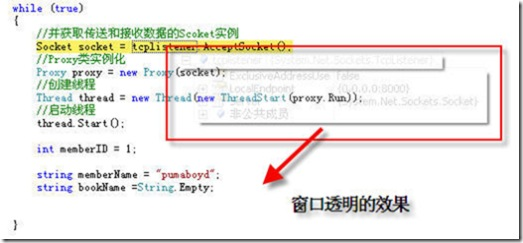 while (true)
{
//并获取传送和接收数据的Scoket实例
Socket socket = tcplistener.AcceptSocket();
//Proxy类实例化
Proxy proxy = new Proxy(socket);
//创建线程
Thread thread = new Thread(new ThreadStart(proxy.Run));
//启动线程
thread.Start();
tcplistener {System.Net.Sockets.TcpListener}
ExclusiveAddressUse false
LocalEndpoint {0.0.0.0:8000}
{System.Net.Sockets.Socket}
非公共成员
int memberID = 1;
string memberName = "pumaboyd";
string bookName =String.Empty;
窗口透明的效果
}